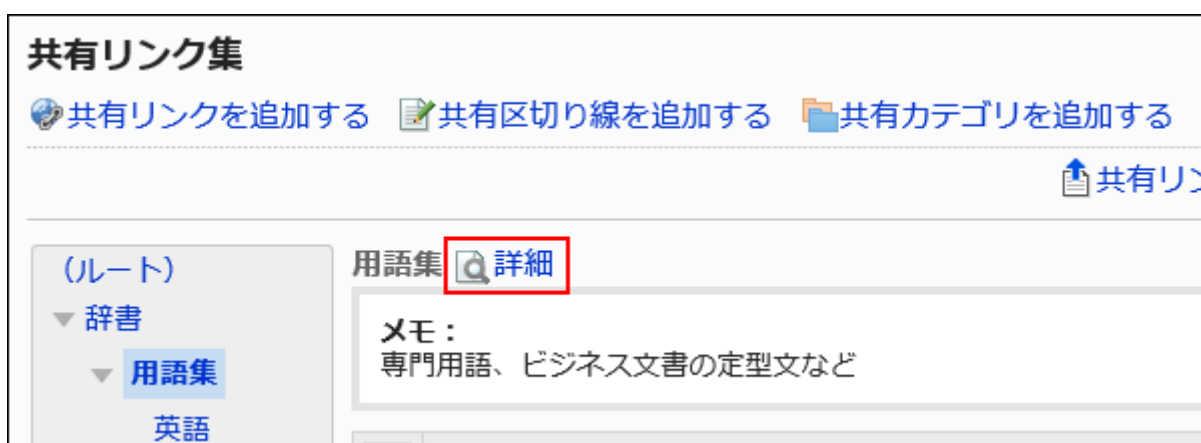 共有リンク集
共有リンクを追加する 共有区切り線を追加する 共有カテゴリを追加する
共有リン
(ルート)
辞書
用語集
英語
用語集 詳細
メモ:
専門用語、ビジネス文書の定型文など